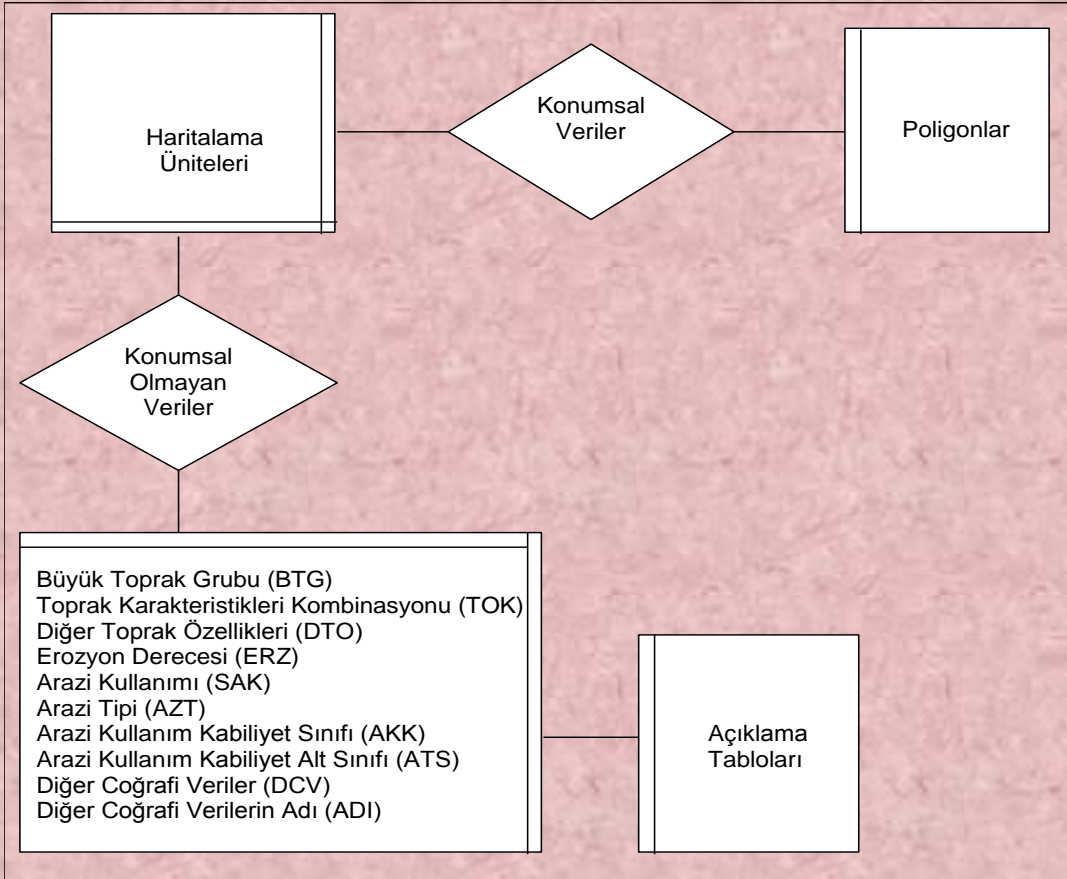 Haritalama
Üniteleri
Konumsal
Veriler
Poligonlar
Konumsal
Olmayan
Veriler
Büyük Toprak Grubu (BTG)
Toprak Karakteristikleri Kombinasyonu (TOK)
Diğer Toprak Özellikleri (DTO)
Erozyon Derecesi (ERZ)
Arazi Kullanımı (SAK)
Arazi Tipi (AZT)
Arazi Kullanım Kabiliyet Sınıfı (AKK)
Arazi Kullanım Kabiliyet Alt Sınıfı (ATS)
Diğer Coğrafi Veriler (DCV)
Diğer Coğrafi Verilerin Adı (ADI)
Açıklama
Tabloları